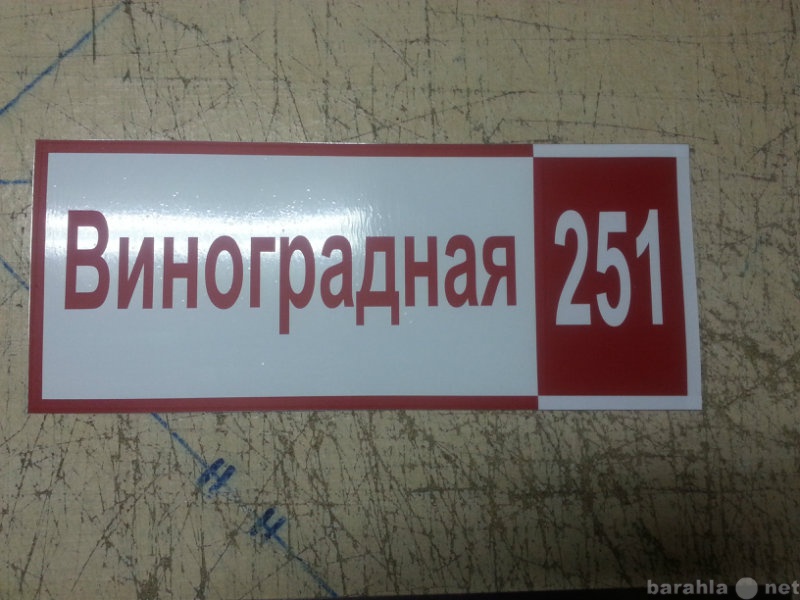 Виноградная 251
barahla net